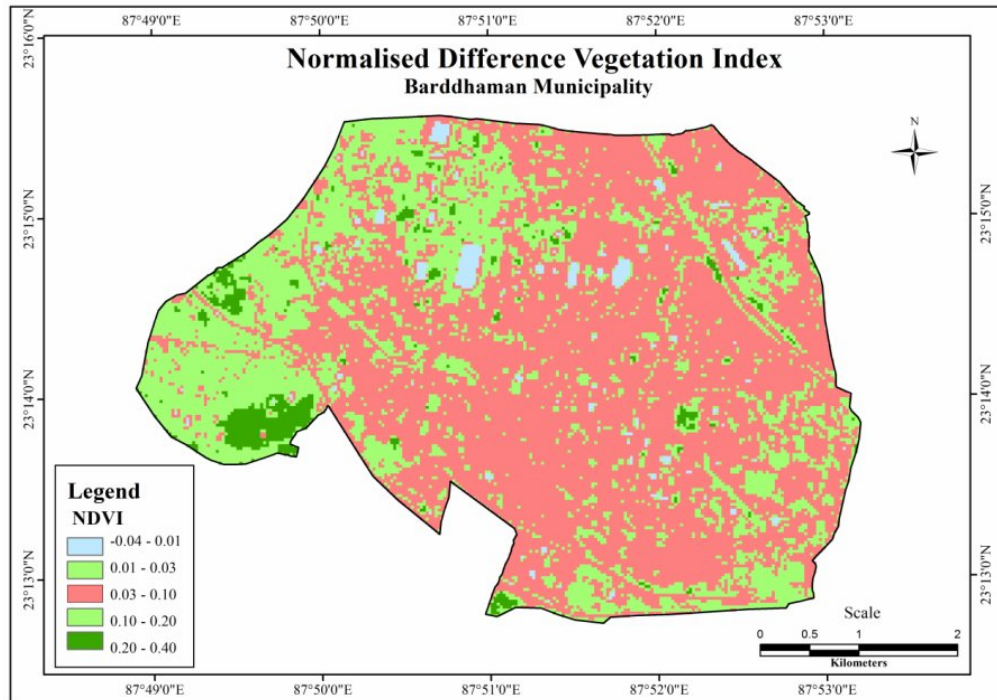 87°49'0"E 87°50'0"E 87°51'0"E 87°52'0"E 87°53'0"E
23°16'0"N
Normalised Difference Vegetation Index
Barddhaman Municipality
N
23°15'0"N 23°15'0"N
23°14'0"N 23°14'0"N
Legend
NDVI
-0.04 - 0.01
0.01 - 0.03
0.03 - 0.10
0.10 - 0.20
0.20 - 0.40
23°13'0"N 23°13'0"N
Scale
0 0.5 1 2
Kilometers
87°49'0"E 87°50'0"E 87°51'0"E 87°52'0"E 87°53'0"E